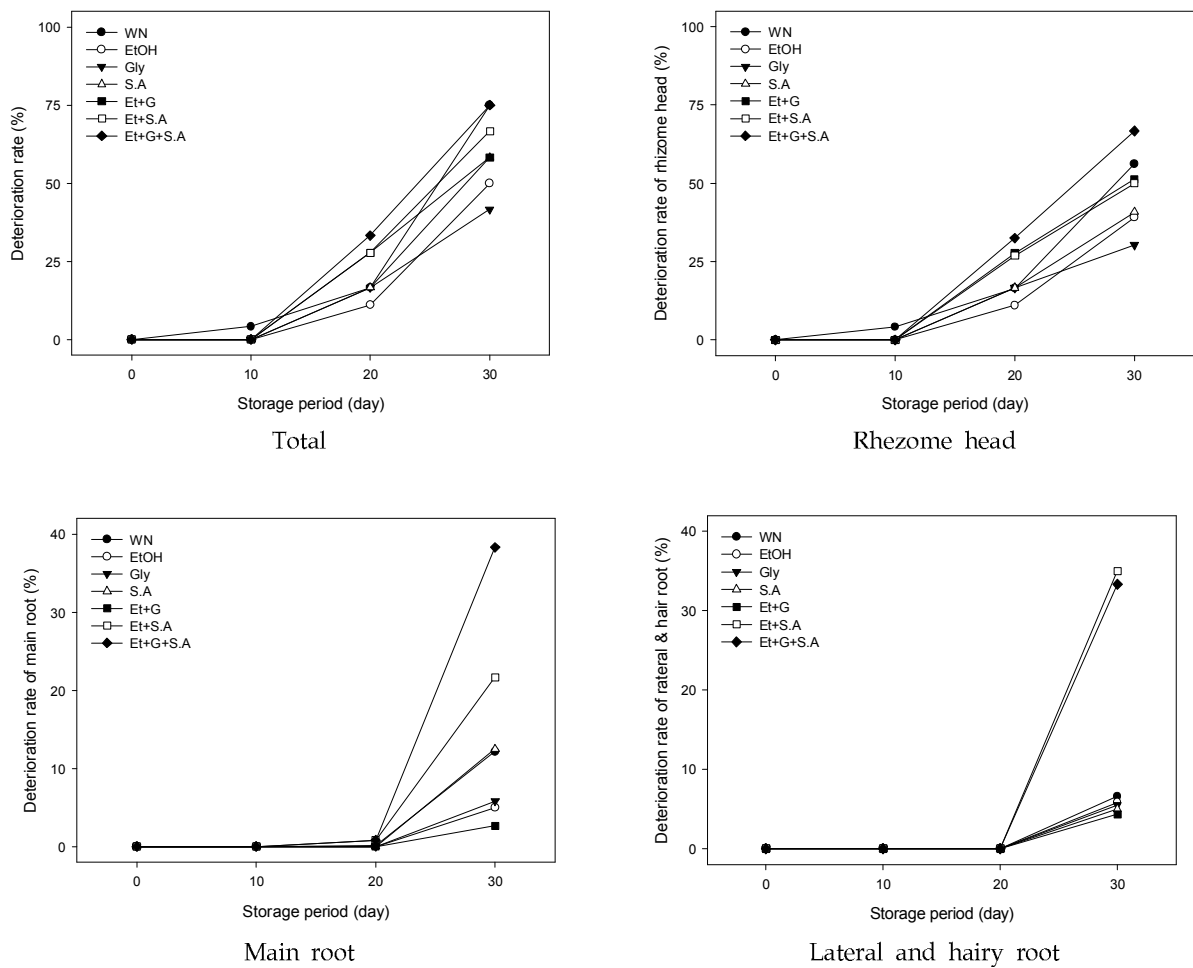 100
75
50
25
0
Deterioration rate (%)
WN
EtOH
Gly
S.A
Et+G
Et+S.A
Et+G+S.A
0 10 20 30
Storage period (day)
Total
100
75
50
25
0
Deterioration rate of rhizome head (%)
WN
EtOH
Gly
S.A
Et+G
Et+S.A
Et+G+S.A
0 10 20 30
Storage period (day)
Rhezome head
40
30
20
10
0
Deterioration rate of main root (%)
WN
EtOH
Gly
S.A
Et+G
Et+S.A
Et+G+S.A
0 10 20 30
Storage period (day)
Main root
40
30
20
10
0
Deterioration rate of rateral & hair root (%)
WN
EtOH
Gly
S.A
Et+G
Et+S.A
Et+G+S.A
0 10 20 30
Storage period (day)
Lateral and hairy root